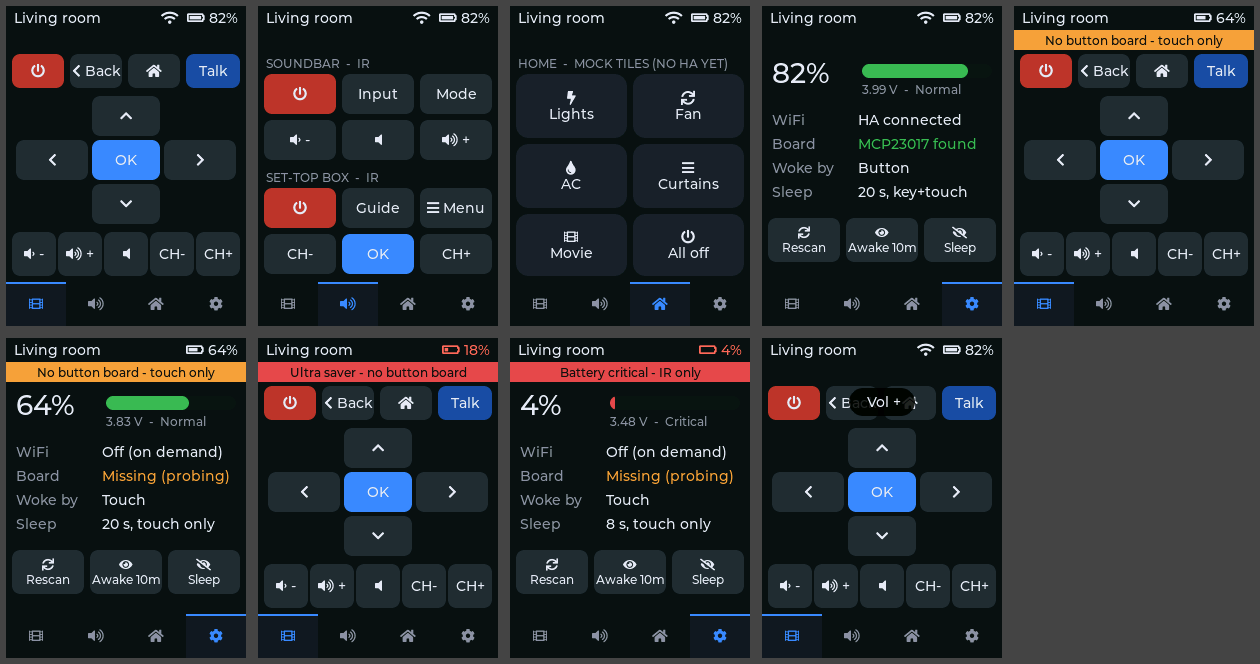 Living room 82%
Back Talk
OK
- + CH- CH+
Living room 82%
SOUNDBAR - IR
Input Mode
- +
SET-TOP BOX - IR
Guide Menu
CH- OK CH+
Living room 82%
HOME - MOCK TILES (NO HA YET)
Lights Fan
AC Curtains
Movie All off
Living room 82%
82%
3.99 V - Normal
WiFi HA connected
Board MCP23017 found
Woke by Button
Sleep 20 s, key+touch
Rescan Awake 10m Sleep
Living room 64%
No button board - touch only
Back Talk
OK
- + CH- CH+
Living room 64%
No button board - touch only
64%
3.83 V - Normal
WiFi Off (on demand)
Board Missing (probing)
Woke by Touch
Sleep 20 s, touch only
Rescan Awake 10m Sleep
Living room 18%
Ultra saver - no button board
Back Talk
OK
- + CH- CH+
Living room 4%
Battery critical - IR only
4%
3.48 V - Critical
WiFi Off (on demand)
Board Missing (probing)
Woke by Touch
Sleep 8 s, touch only
Rescan Awake 10m Sleep
Living room 82%
Vol + Talk
OK
- + CH- CH+